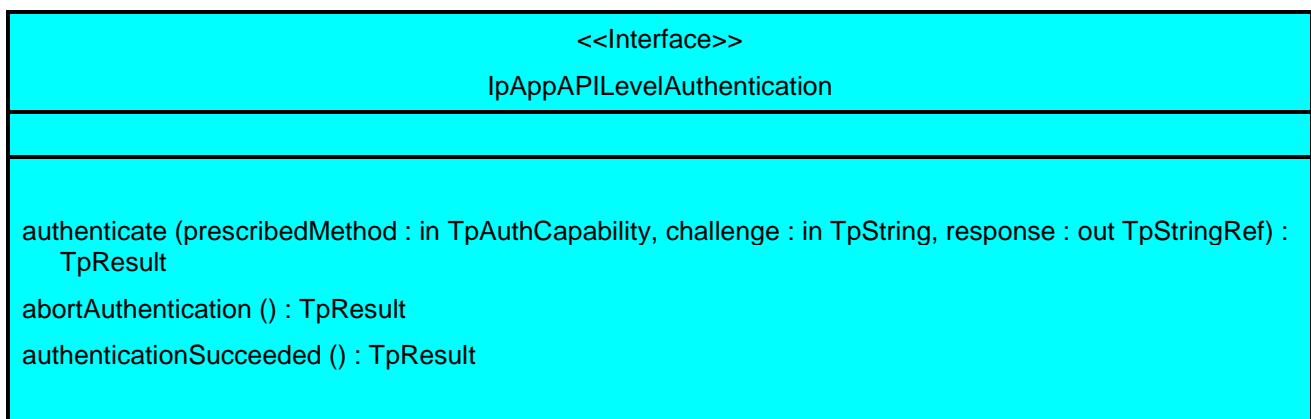 <<Interface>>
IpAppAPILevelAuthentication
authenticate (prescribedMethod : in TpAuthCapability, challenge : in TpString, response : out TpStringRef) :
TpResult
abortAuthentication () : TpResult
authenticationSucceeded () : TpResult